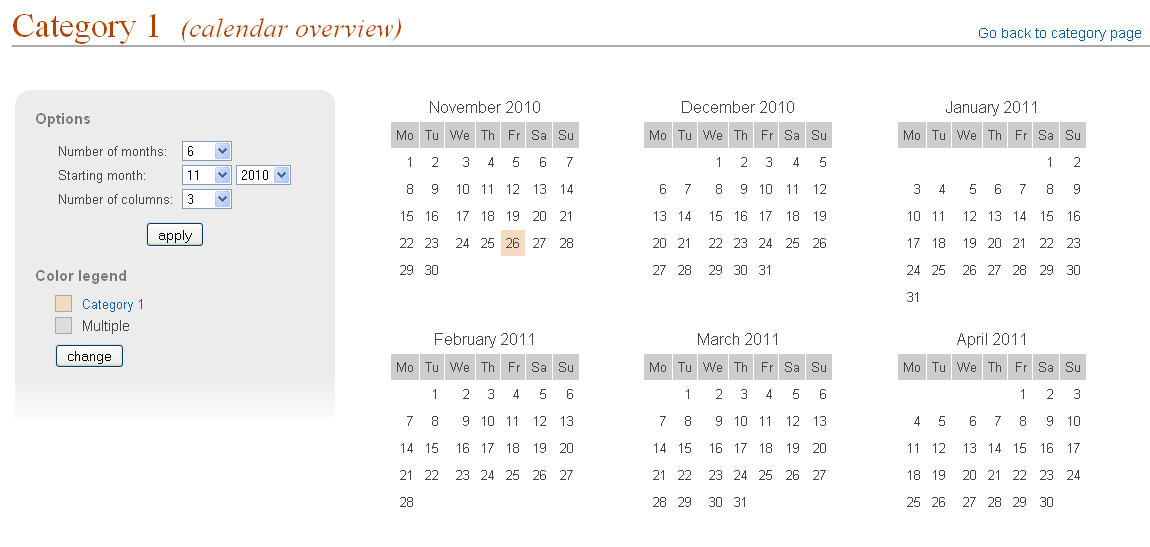 Category 1 (calendar overview)
Go back to category page
Options
Number of months: 6
Starting month: 11 2010
Number of columns: 3
apply
Color legend
Category 1
Multiple
change
November 2010
Mo Tu We Th Fr Sa Su
1 2 3 4 5 6 7
8 9 10 11 12 13 14
15 16 17 18 19 20 21
22 23 24 25 26 27 28
29 30
December 2010
Mo Tu We Th Fr Sa Su
1 2 3 4 5
6 7 8 9 10 11 12
13 14 15 16 17 18 19
20 21 22 23 24 25 26
27 28 29 30 31
January 2011
Mo Tu We Th Fr Sa Su
1 2
3 4 5 6 7 8 9
10 11 12 13 14 15 16
17 18 19 20 21 22 23
24 25 26 27 28 29 30
31
February 2011
Mo Tu We Th Fr Sa Su
1 2 3 4 5 6
7 8 9 10 11 12 13
14 15 16 17 18 19 20
21 22 23 24 25 26 27
28
March 2011
Mo Tu We Th Fr Sa Su
1 2 3 4 5 6
7 8 9 10 11 12 13
14 15 16 17 18 19 20
21 22 23 24 25 26 27
28 29 30 31
April 2011
Mo Tu We Th Fr Sa Su
1 2 3
4 5 6 7 8 9 10
11 12 13 14 15 16 17
18 19 20 21 22 23 24
25 26 27 28 29 30